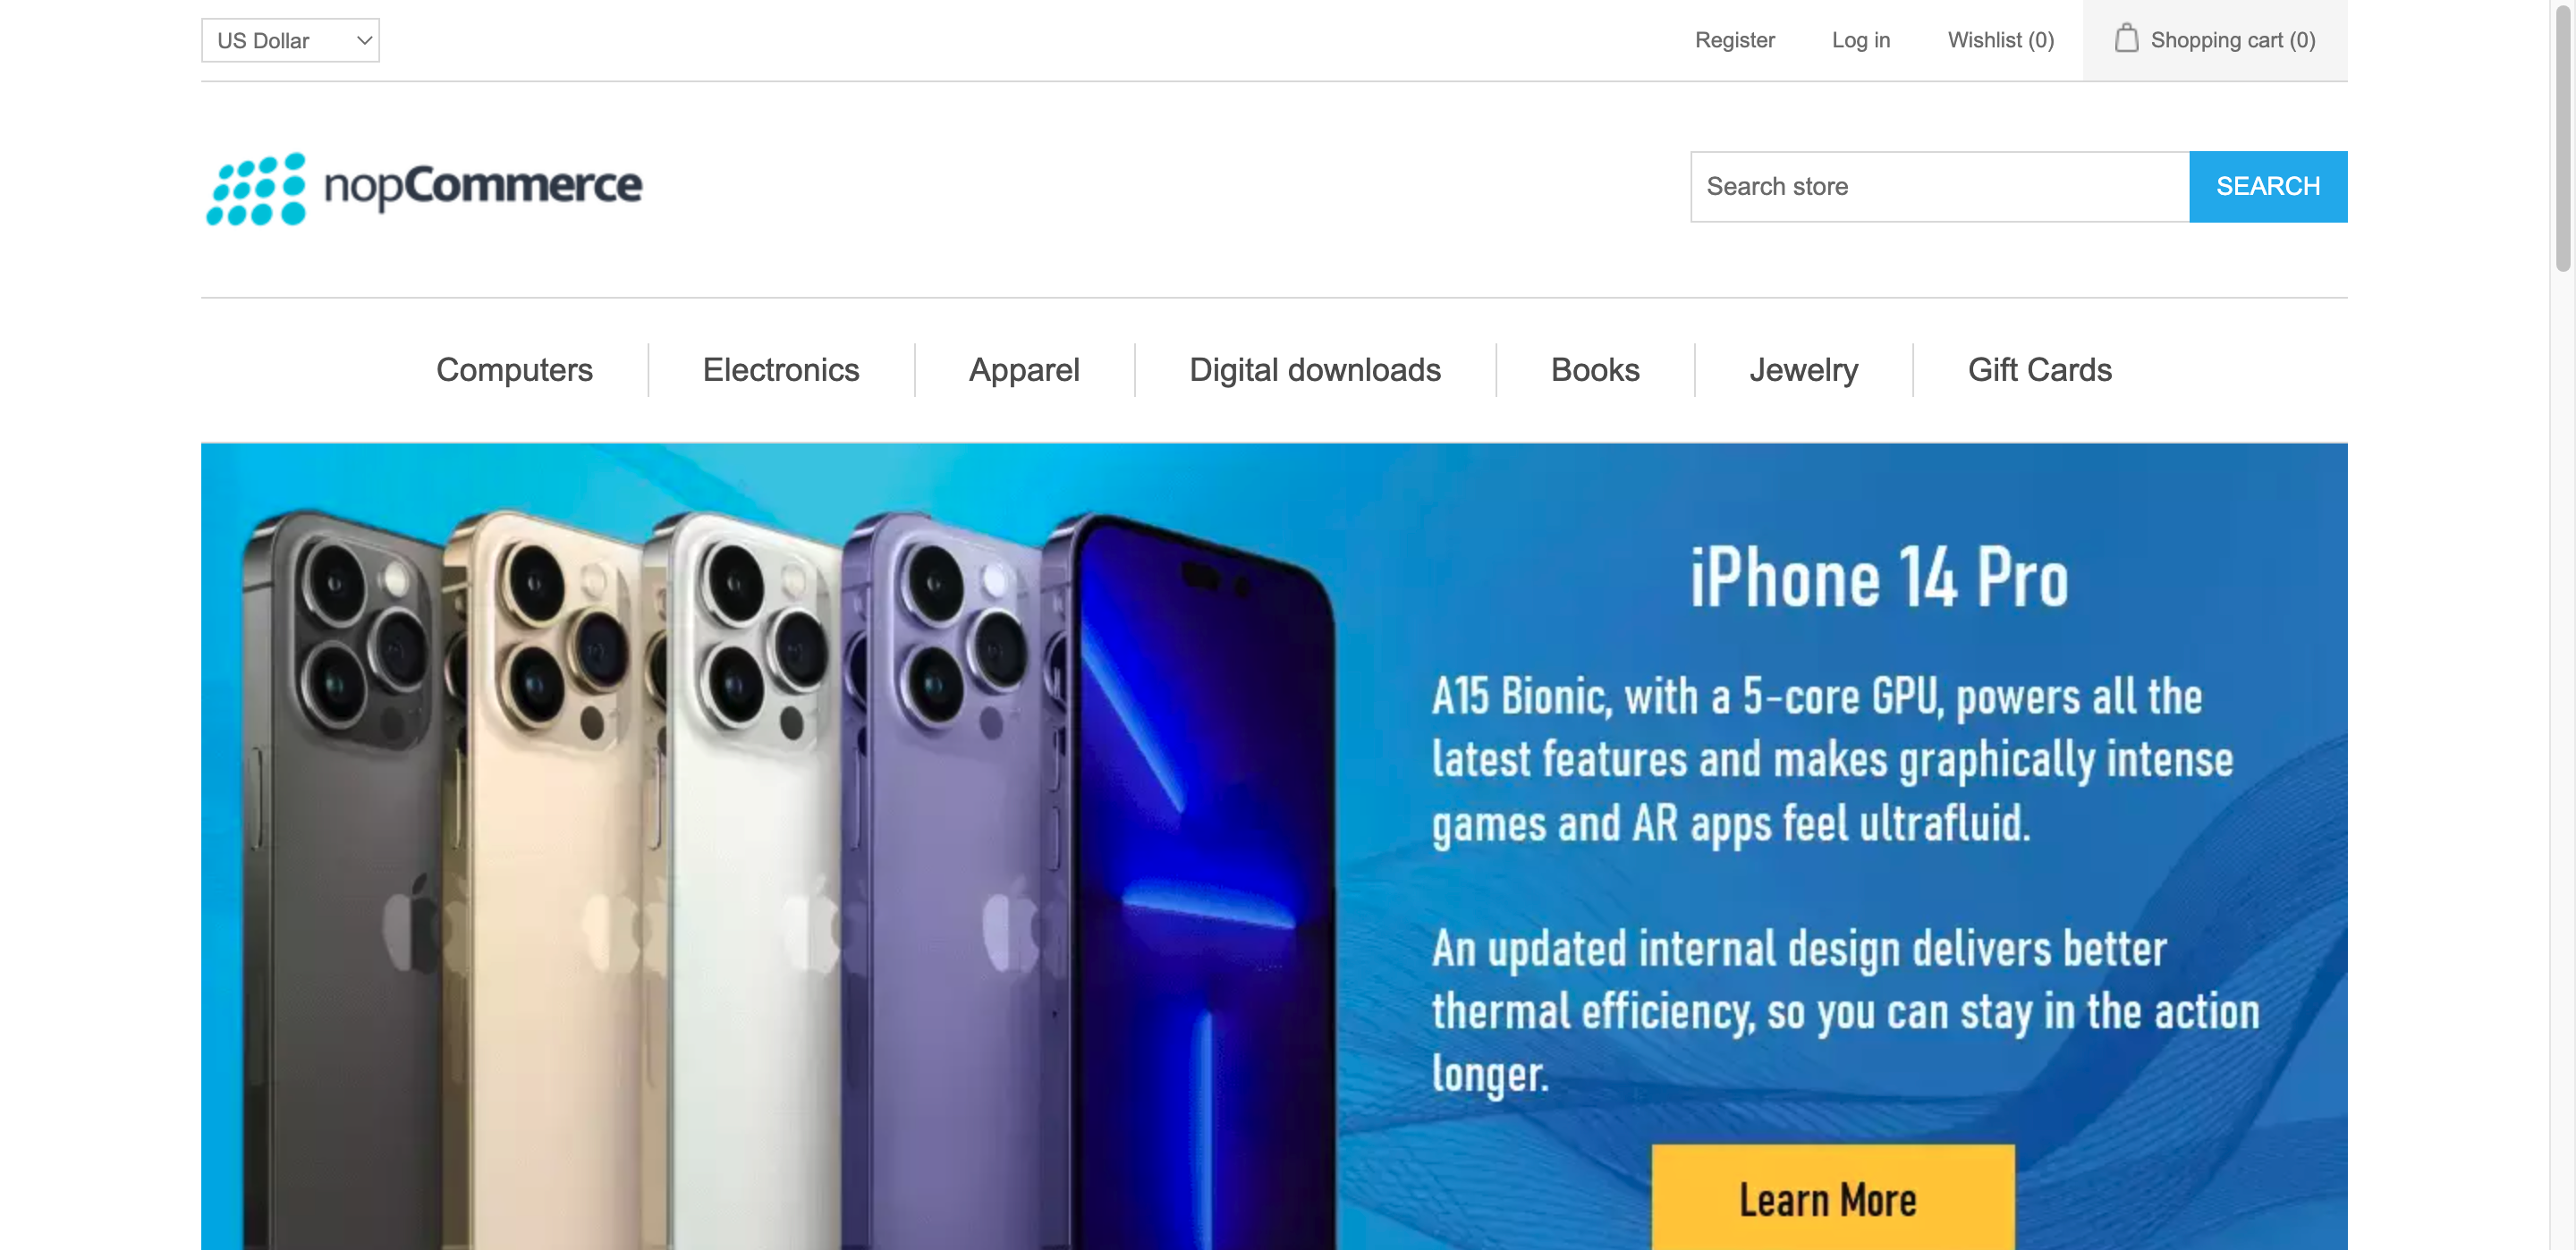 US Dollar
Register
Log in
Wishlist (0)
Shopping cart (0)
nopCommerce
Search store
SEARCH
Computers
Electronics
Apparel
Digital downloads
Books
Jewelry
Gift Cards
iPhone 14 Pro
A15 Bionic, with a 5-core GPU, powers all the
latest features and makes graphically intense
games and AR apps feel ultrafluid.
An updated internal design delivers better
thermal efficiency, so you can stay in the action
longer.
Learn More